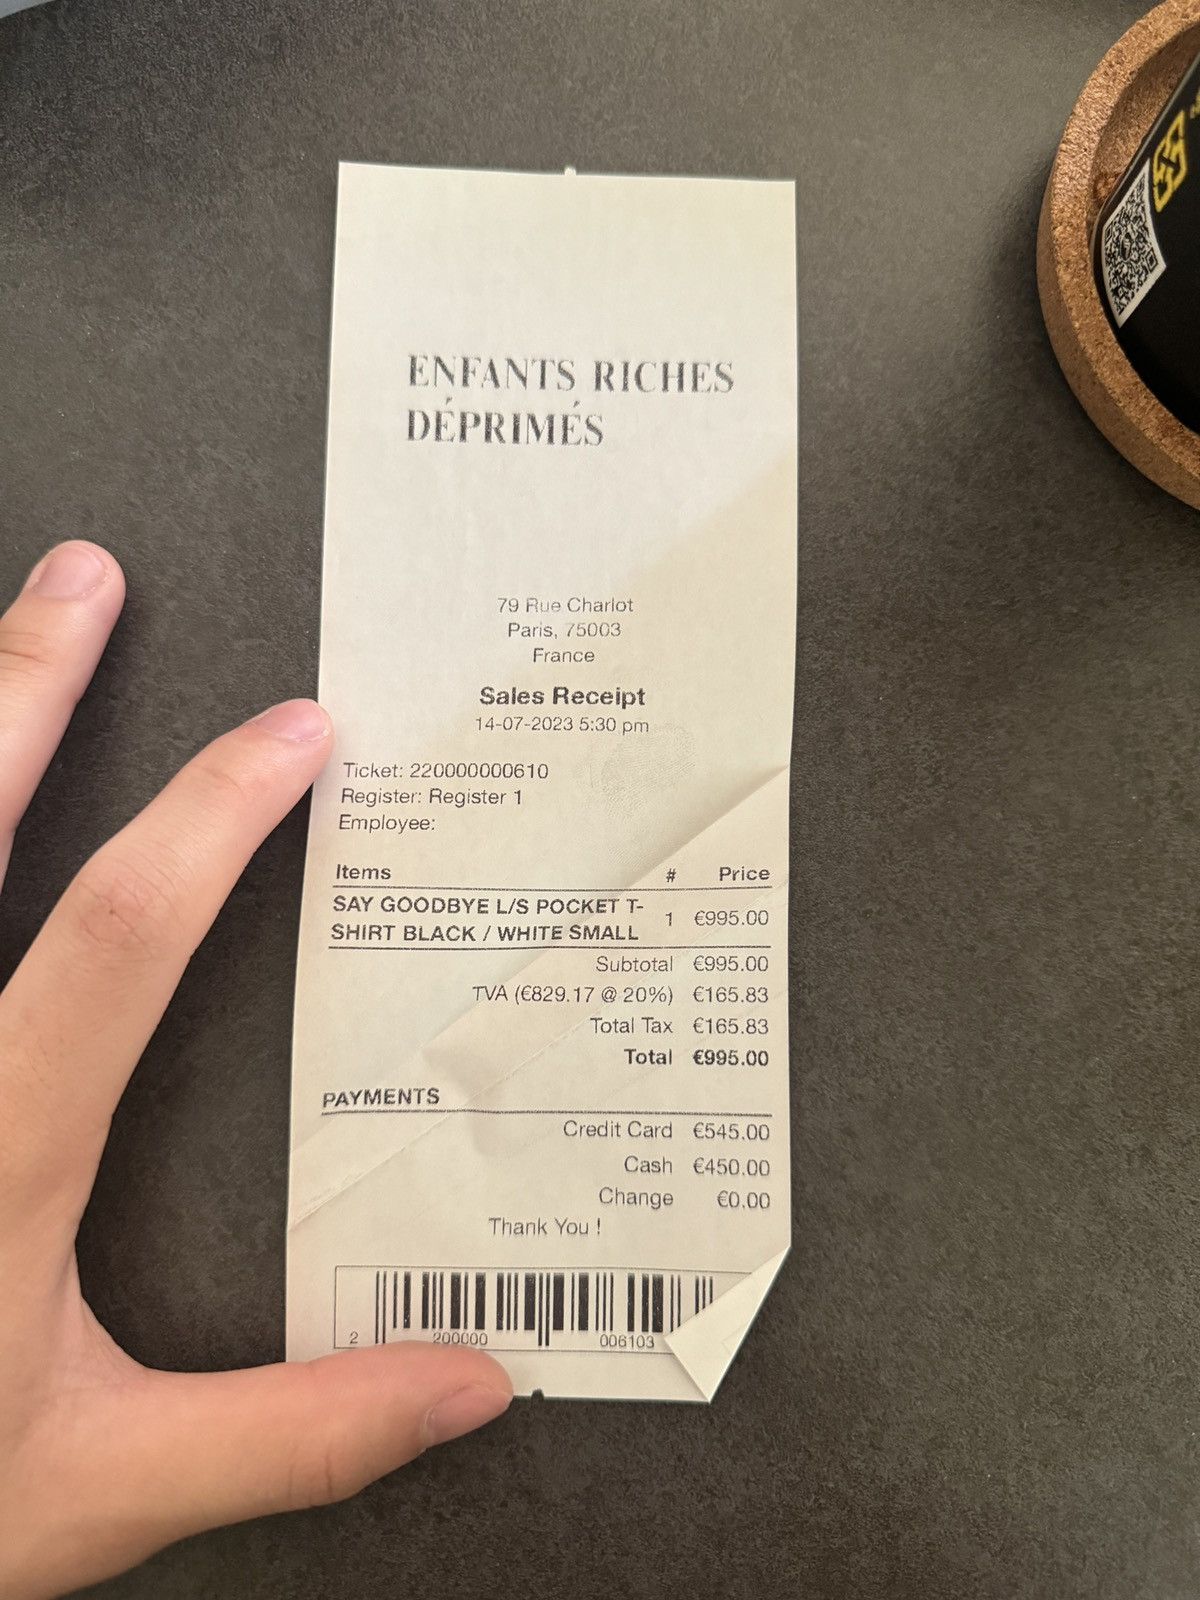 ENFANTS RICHES
DÉPRIMÉS
79 Rue Charlot
Paris, 75003
France
Sales Receipt
14-07-2023 5:30 pm
Ticket: 220000000610
Register: Register 1
Employee:
Items # Price
SAY GOODBYE L/S POCKET T-
SHIRT BLACK / WHITE SMALL 1 €995.00
Subtotal €995.00
TVA (€829.17 @ 20%) €165.83
Total Tax €165.83
Total €995.00
PAYMENTS
Credit Card €545.00
Cash €450.00
Change €0.00
Thank You !
2 200000 006103